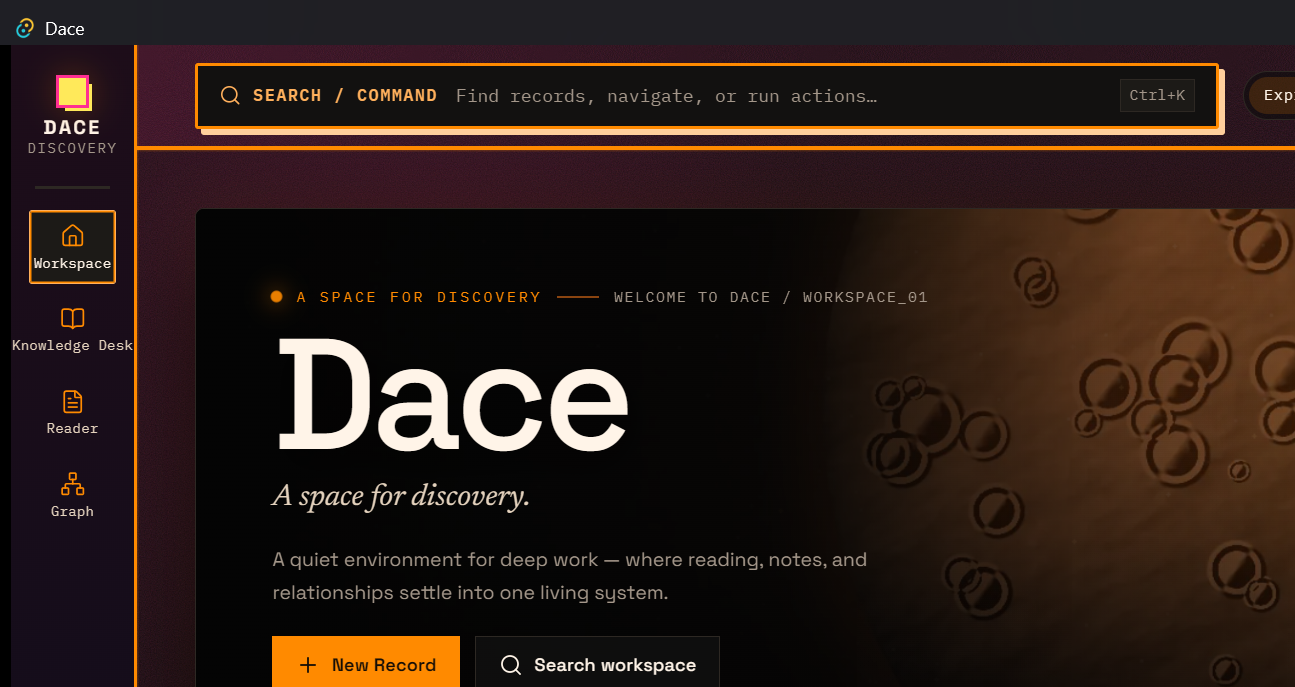 Dace
DACE
DISCOVERY
Workspace
Knowledge Desk
Reader
Graph
SEARCH / COMMAND Find records, navigate, or run actions… Ctrl+K
A SPACE FOR DISCOVERY WELCOME TO DACE / WORKSPACE_01
Dace
A space for discovery.
A quiet environment for deep work — where reading, notes, and
relationships settle into one living system.
New Record Search workspace